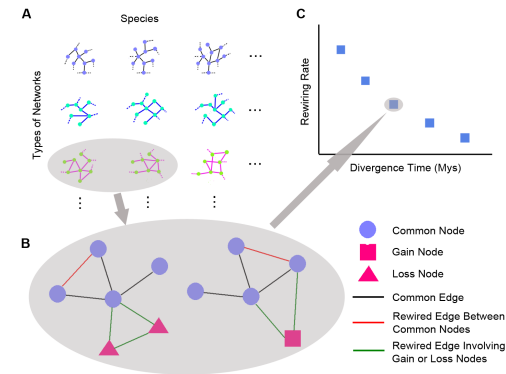 A
Species
Types of Networks
B
C
Rewiring Rate
Divergence Time (Mys)
Common Node
Gain Node
Loss Node
Common Edge
Rewired Edge Between
Common Nodes
Rewired Edge Involving
Gain or Loss Nodes